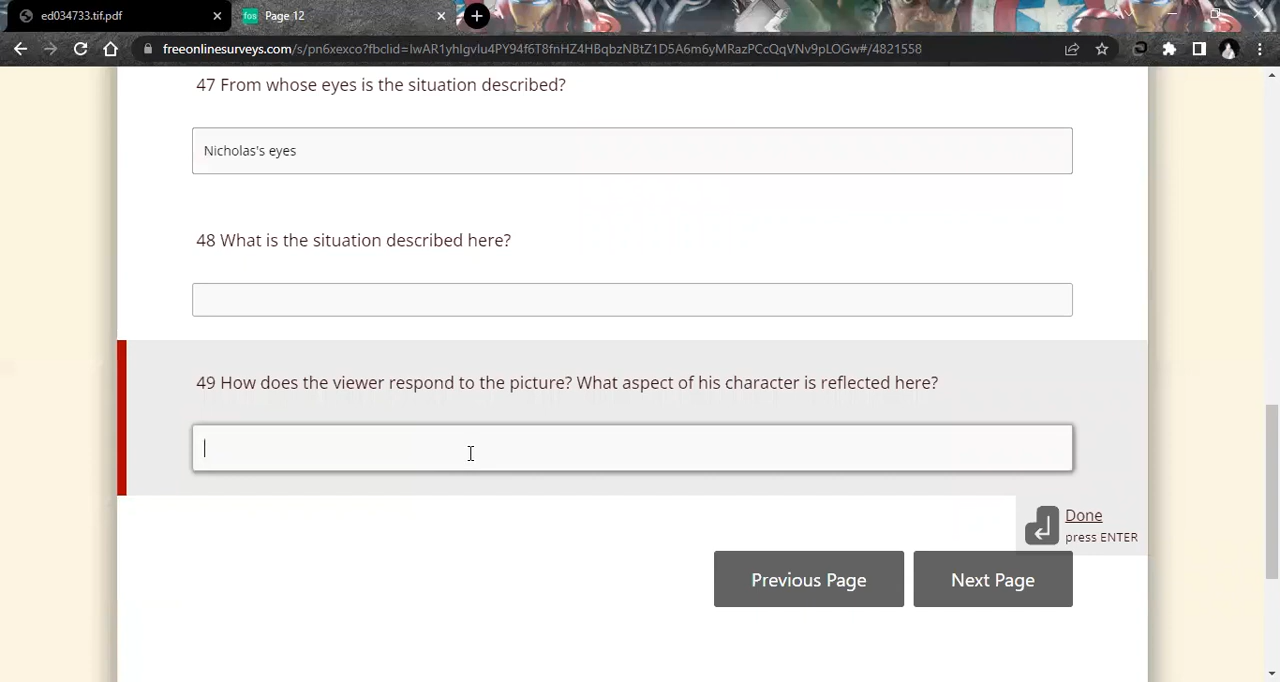 ed034733.tif.pdf
fos Page 12
freeonlinesurveys.com/s/pn6xexco?fbclid=IwAR1yhlgvlu4PY94f6T8fnHZ4HBqbzNBtZ1D5A6m6yMRazPCcQqVNv9pLOGw#/4821558
47 From whose eyes is the situation described?
Nicholas's eyes
48 What is the situation described here?
49 How does the viewer respond to the picture? What aspect of his character is reflected here?
Done
press ENTER
Previous Page
Next Page